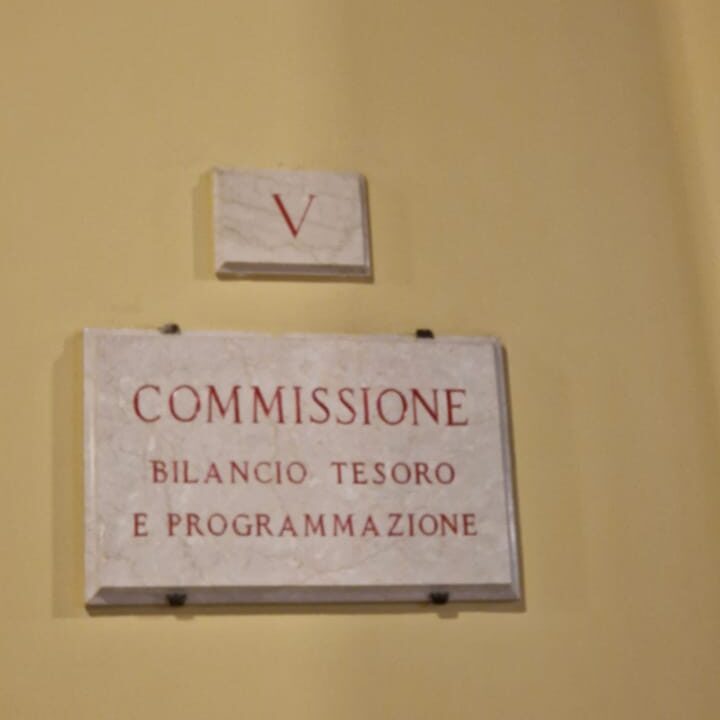 V
COMMISSIONE
BILANCIO TESORO
E PROGRAMMAZIONE